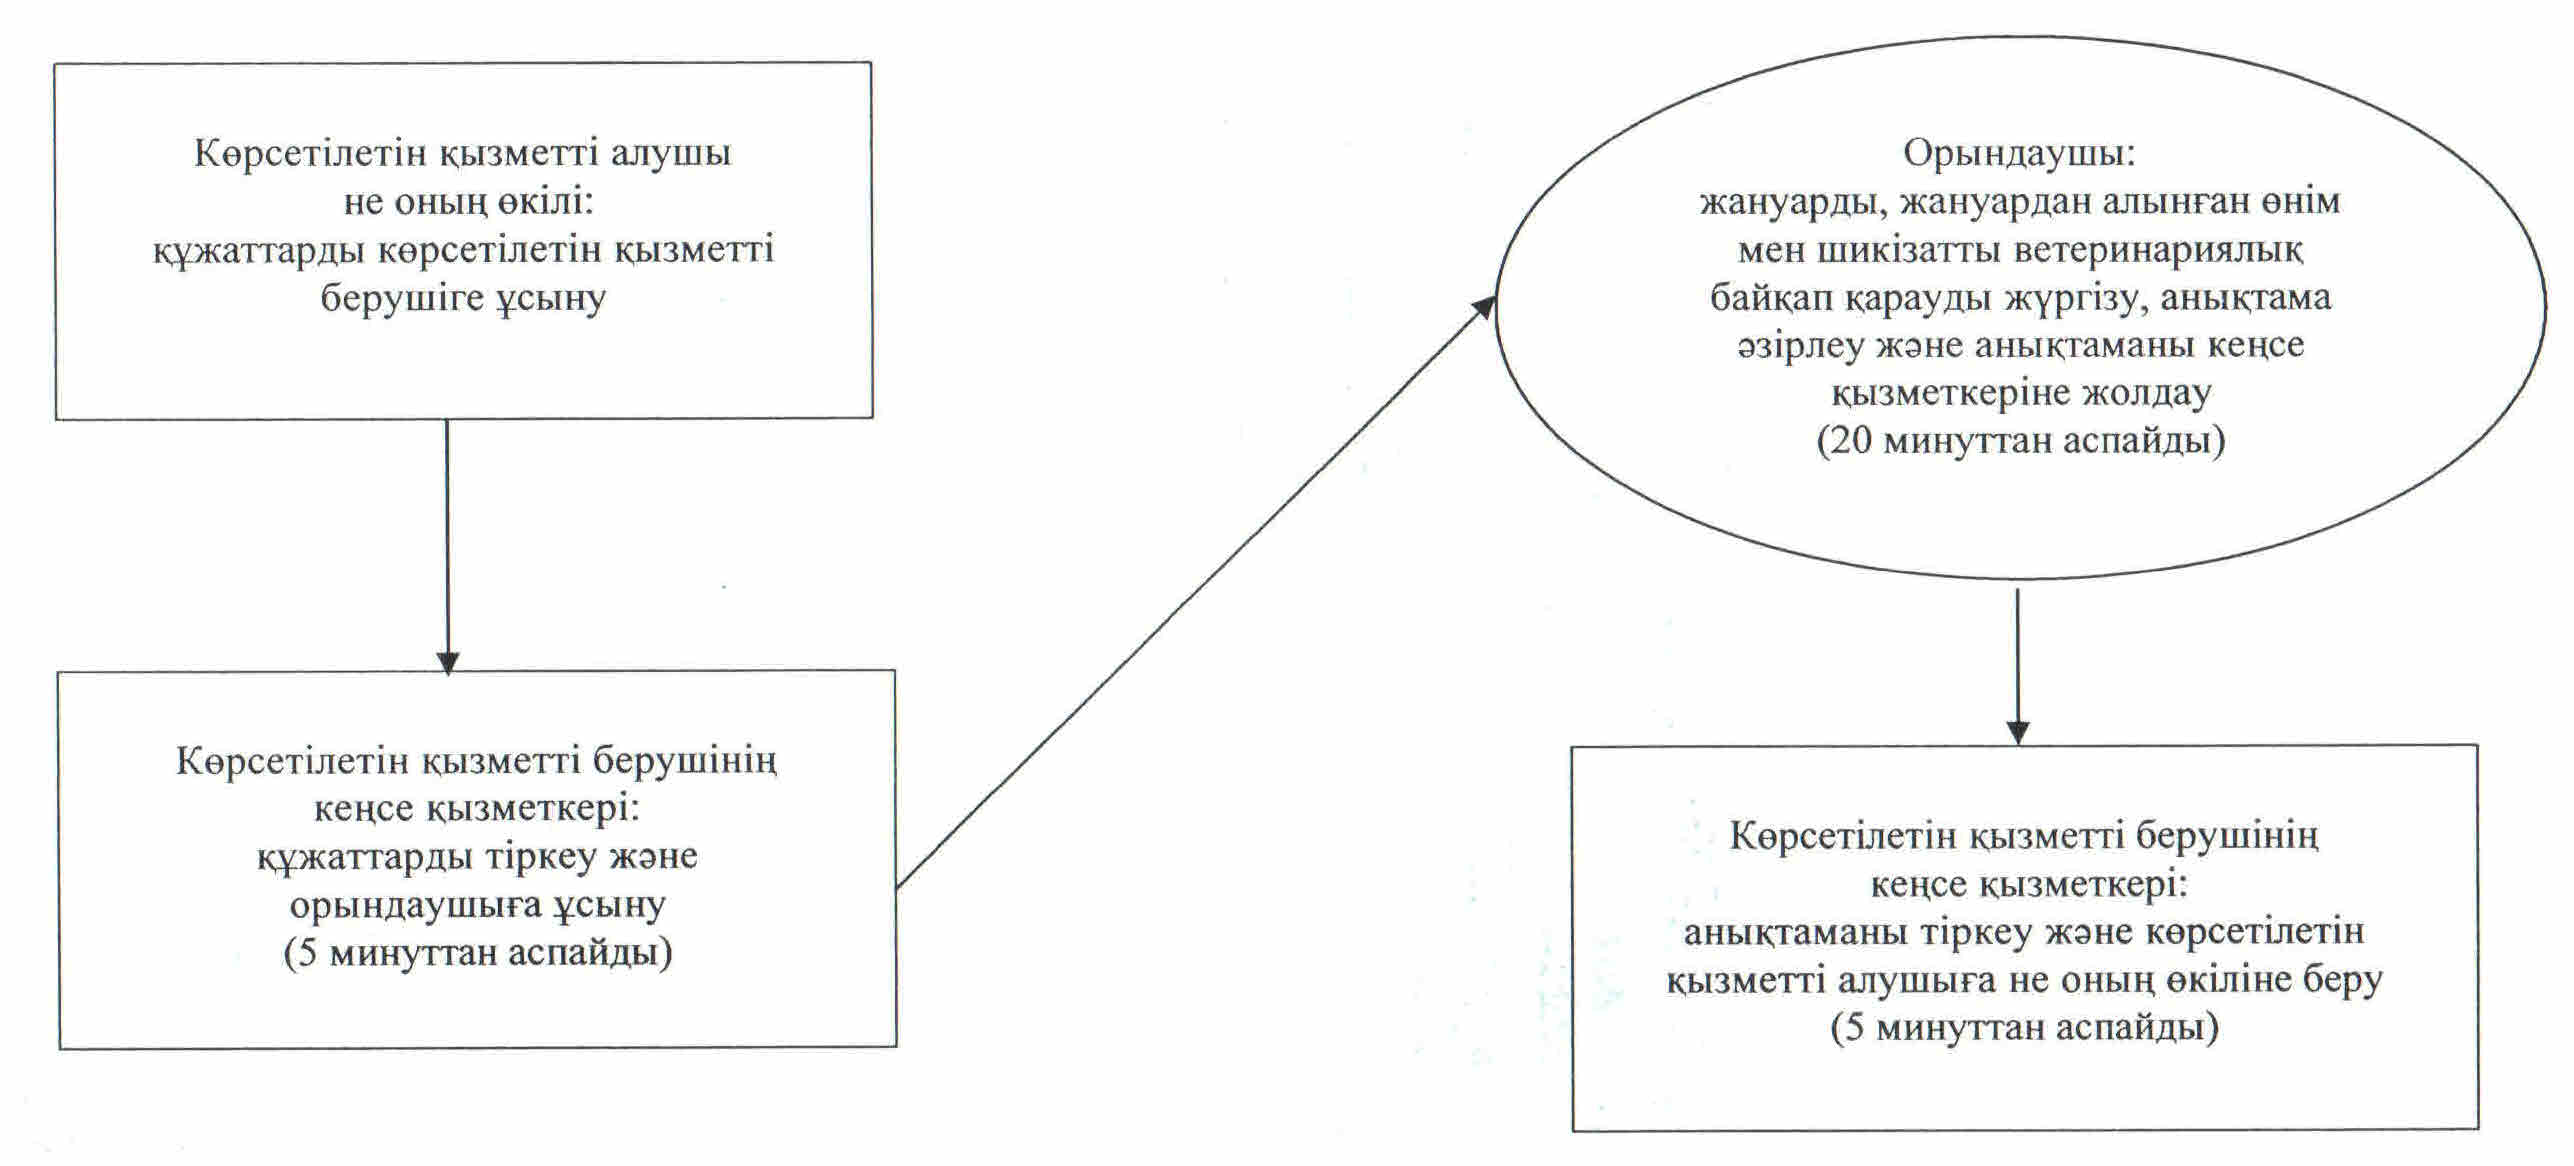 Көрсетілетін қызметті алушы
не оның өкілі:
құжаттарды көрсетілетін қызметті
берушіге ұсыну
Көрсетілетін қызметті берушінің
кеңсе қызметкері:
құжаттарды тіркеу және
орындаушыға ұсыну
(5 минуттан аспайды)
Орындаушы:
жануарды, жануардан алынған өнім
мен шикізатты ветеринариялық
байқап қарауды жүргізу, анықтама
әзірлеу және анықтаманы кеңсе
қызметкеріне жолдау
(20 минуттан аспайды)
Көрсетілетін қызметті берушінің
кеңсе қызметкері:
анықтаманы тіркеу және көрсетілетін
қызметті алушыға не оның өкіліне беру
(5 минуттан аспайды)